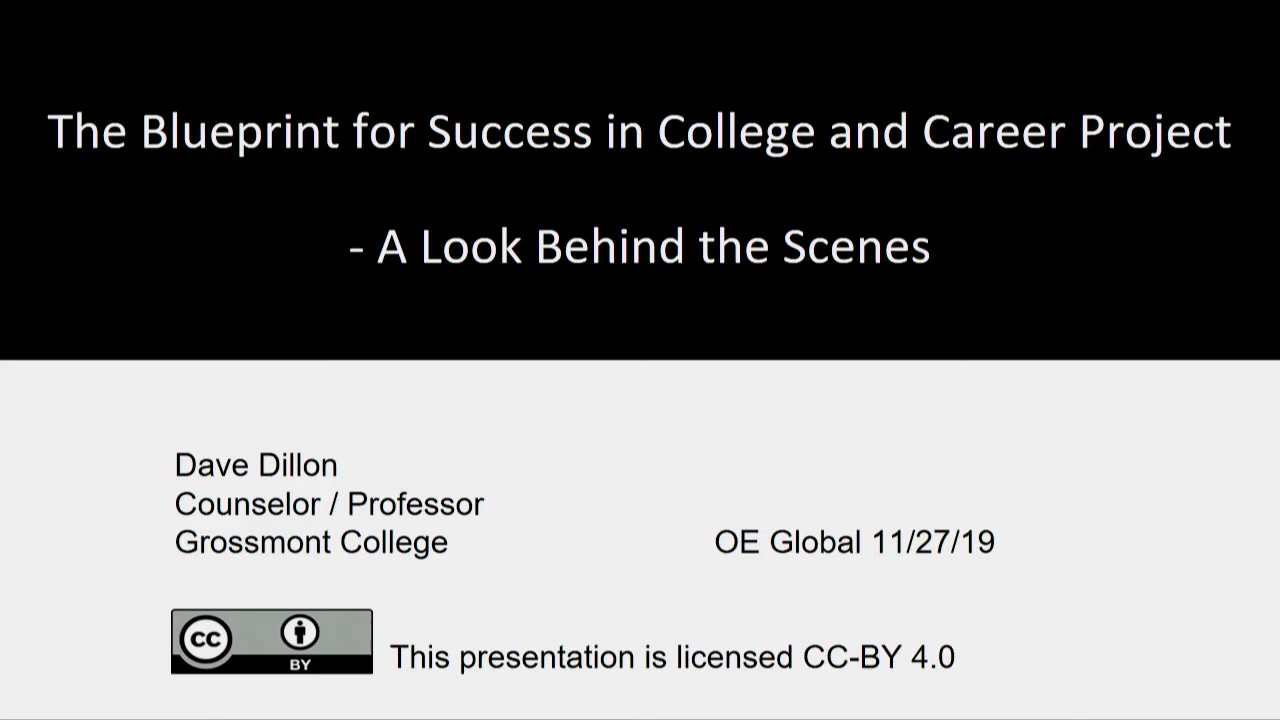 The Blueprint for Success in College and Career Project
- A Look Behind the Scenes
Dave Dillon
Counselor / Professor
Grossmont College
OE Global 11/27/19
CC
BY
This presentation is licensed CC-BY 4.0